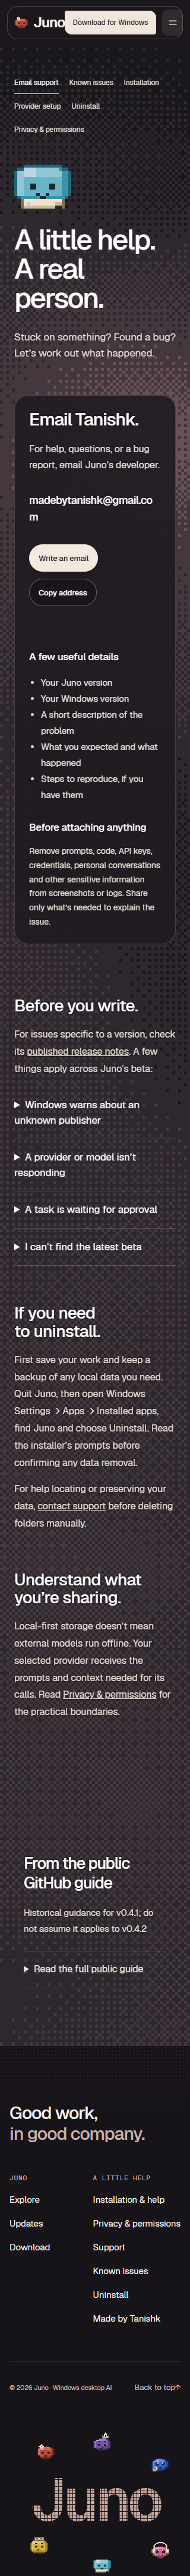 Juno
Download for Windows
Email support Known issues Installation
Provider setup Uninstall
Privacy & permissions
A little help.
A real
person.
Stuck on something? Found a bug?
Let's work out what happened.
Email Tanishk.
For help, questions, or a bug
report, email Juno's developer.
madebytanishk@gmail.co
m
Write an email
Copy address
A few useful details
• Your Juno version
• Your Windows version
• A short description of the
problem
• What you expected and what
happened
• Steps to reproduce, if you
have them
Before attaching anything
Remove prompts, code, API keys,
credentials, personal conversations
and other sensitive information
from screenshots or logs. Share
only what's needed to explain the
issue.
Before you write.
For issues specific to a version, check
its published release notes. A few
things apply across Juno's beta:
▶ Windows warns about an
unknown publisher
▶ A provider or model isn't
responding
▶ A task is waiting for approval
▶ I can't find the latest beta
If you need
to uninstall.
First save your work and keep a
backup of any local data you need.
Quit Juno, then open Windows
Settings → Apps → Installed apps,
find Juno and choose Uninstall. Read
the installer's prompts before
confirming any data removal.
For help locating or preserving your
data, contact support before deleting
folders manually.
Understand what
you're sharing.
Local-first storage doesn't mean
external models run offline. Your
selected provider receives the
prompts and context needed for its
calls. Read Privacy & permissions for
the practical boundaries.
From the public
GitHub guide
Historical guidance for v0.4.1; do
not assume it applies to v0.4.2
▶ Read the full public guide
Good work,
in good company.
JUNO
Explore
Updates
Download
A LITTLE HELP
Installation & help
Privacy & permissions
Support
Known issues
Uninstall
Made by Tanishk
© 2026 Juno · Windows desktop AI
Back to top↑
Juno